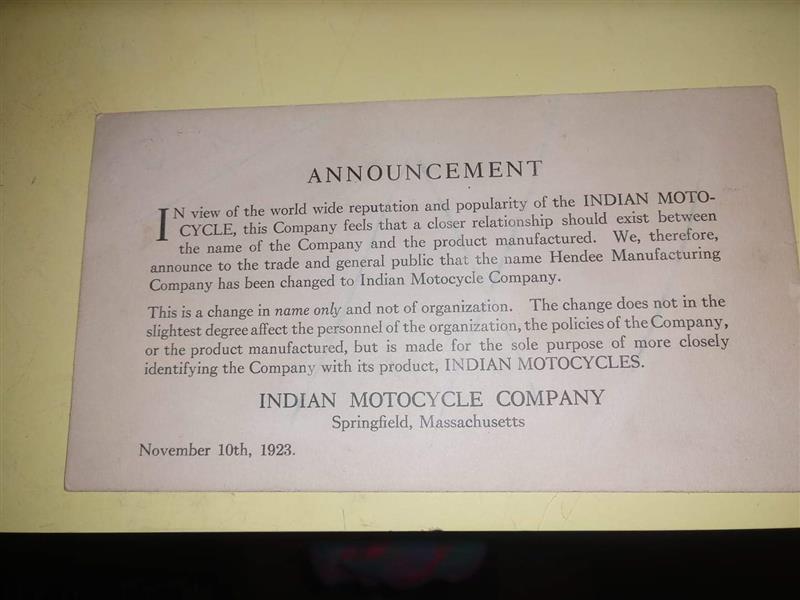 ANNOUNCEMENT
IN view of the world wide reputation and popularity of the INDIAN MOTO-
CYCLE, this Company feels that a closer relationship should exist between
the name of the Company and the product manufactured. We, therefore,
announce to the trade and general public that the name Hendee Manufacturing
Company has been changed to Indian Motocycle Company.
This is a change in name only and not of organization. The change does not in the
slightest degree affect the personnel of the organization, the policies of the Company,
or the product manufactured, but is made for the sole purpose of more closely
identifying the Company with its product, INDIAN MOTOCYCLES.
INDIAN MOTOCYCLE COMPANY
Springfield, Massachusetts
November 10th, 1923.